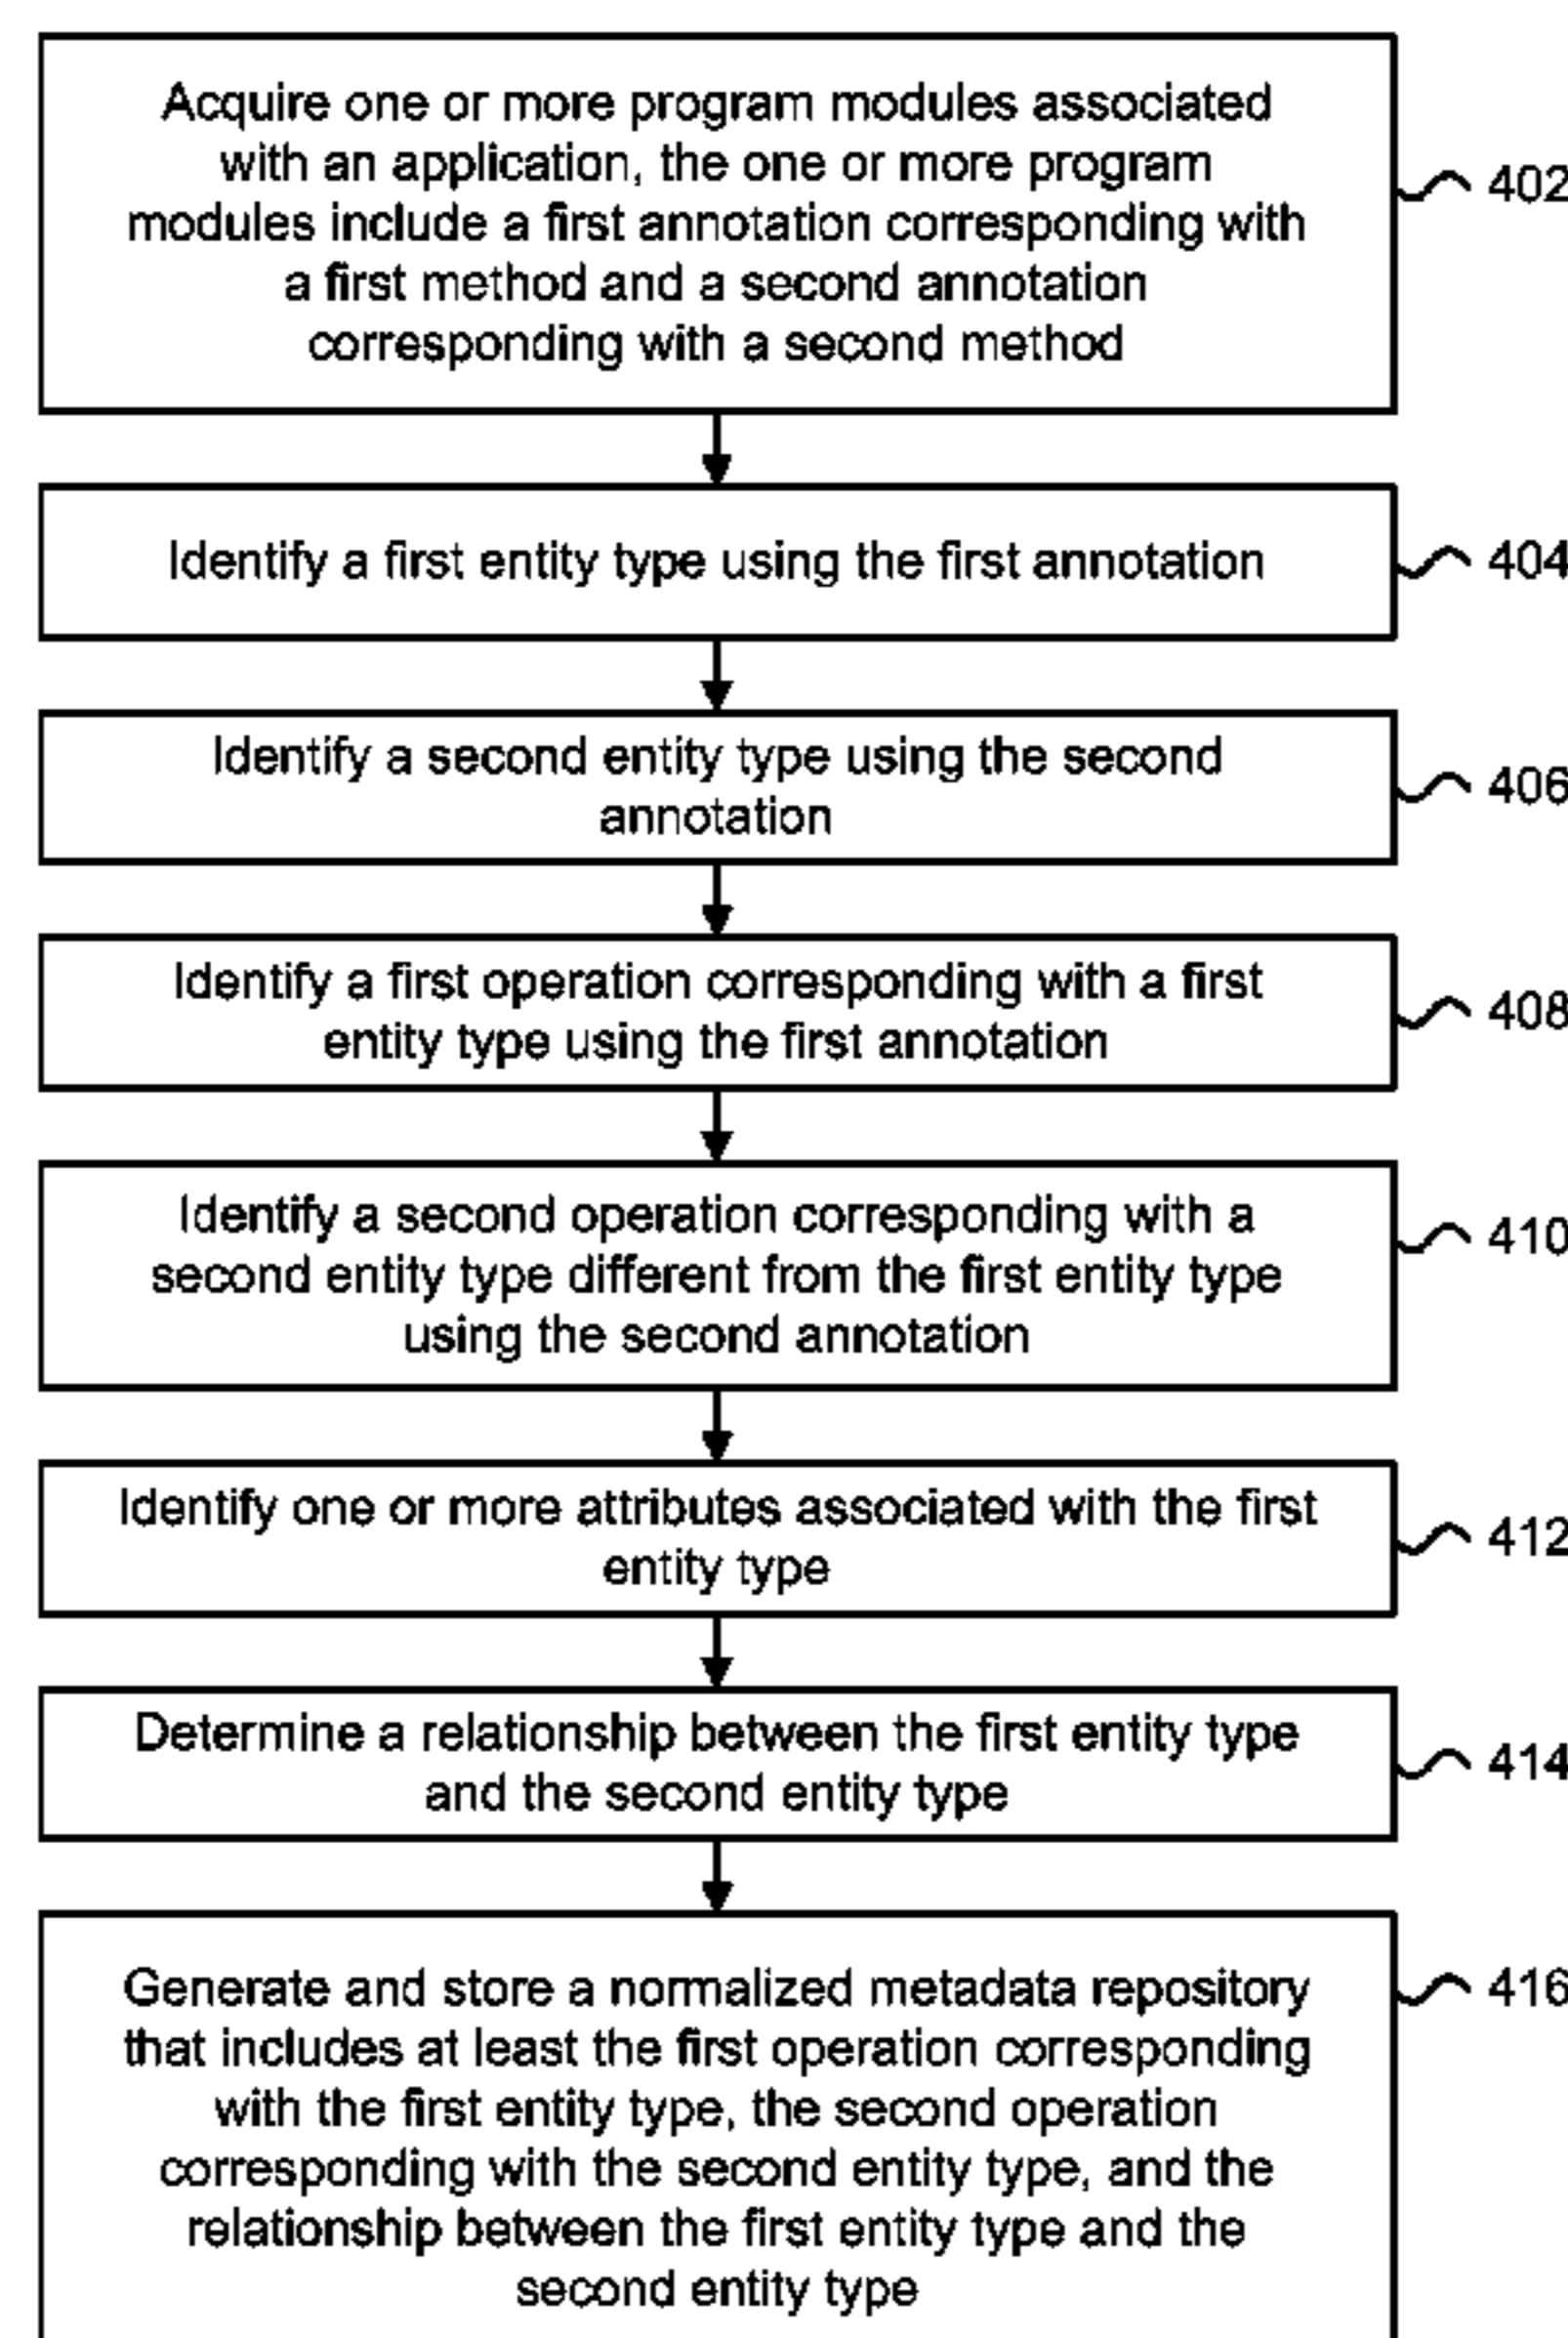 Acquire one or more program modules associated
with an application, the one or more program
modules include a first annotation corresponding with
a first method and a second annotation
corresponding with a second method
402
Identify a first entity type using the first annotation
404
Identify a second entity type using the second
annotation
406
Identify a first operation corresponding with a first
entity type using the first annotation
408
Identify a second operation corresponding with a
second entity type different from the first entity type
using the second annotation
410
Identify one or more attributes associated with the first
entity type
412
Determine a relationship between the first entity type
and the second entity type
414
Generate and store a normalized metadata repository
that includes at least the first operation corresponding
with the first entity type, the second operation
corresponding with the second entity type, and the
relationship between the first entity type and the
second entity type
416